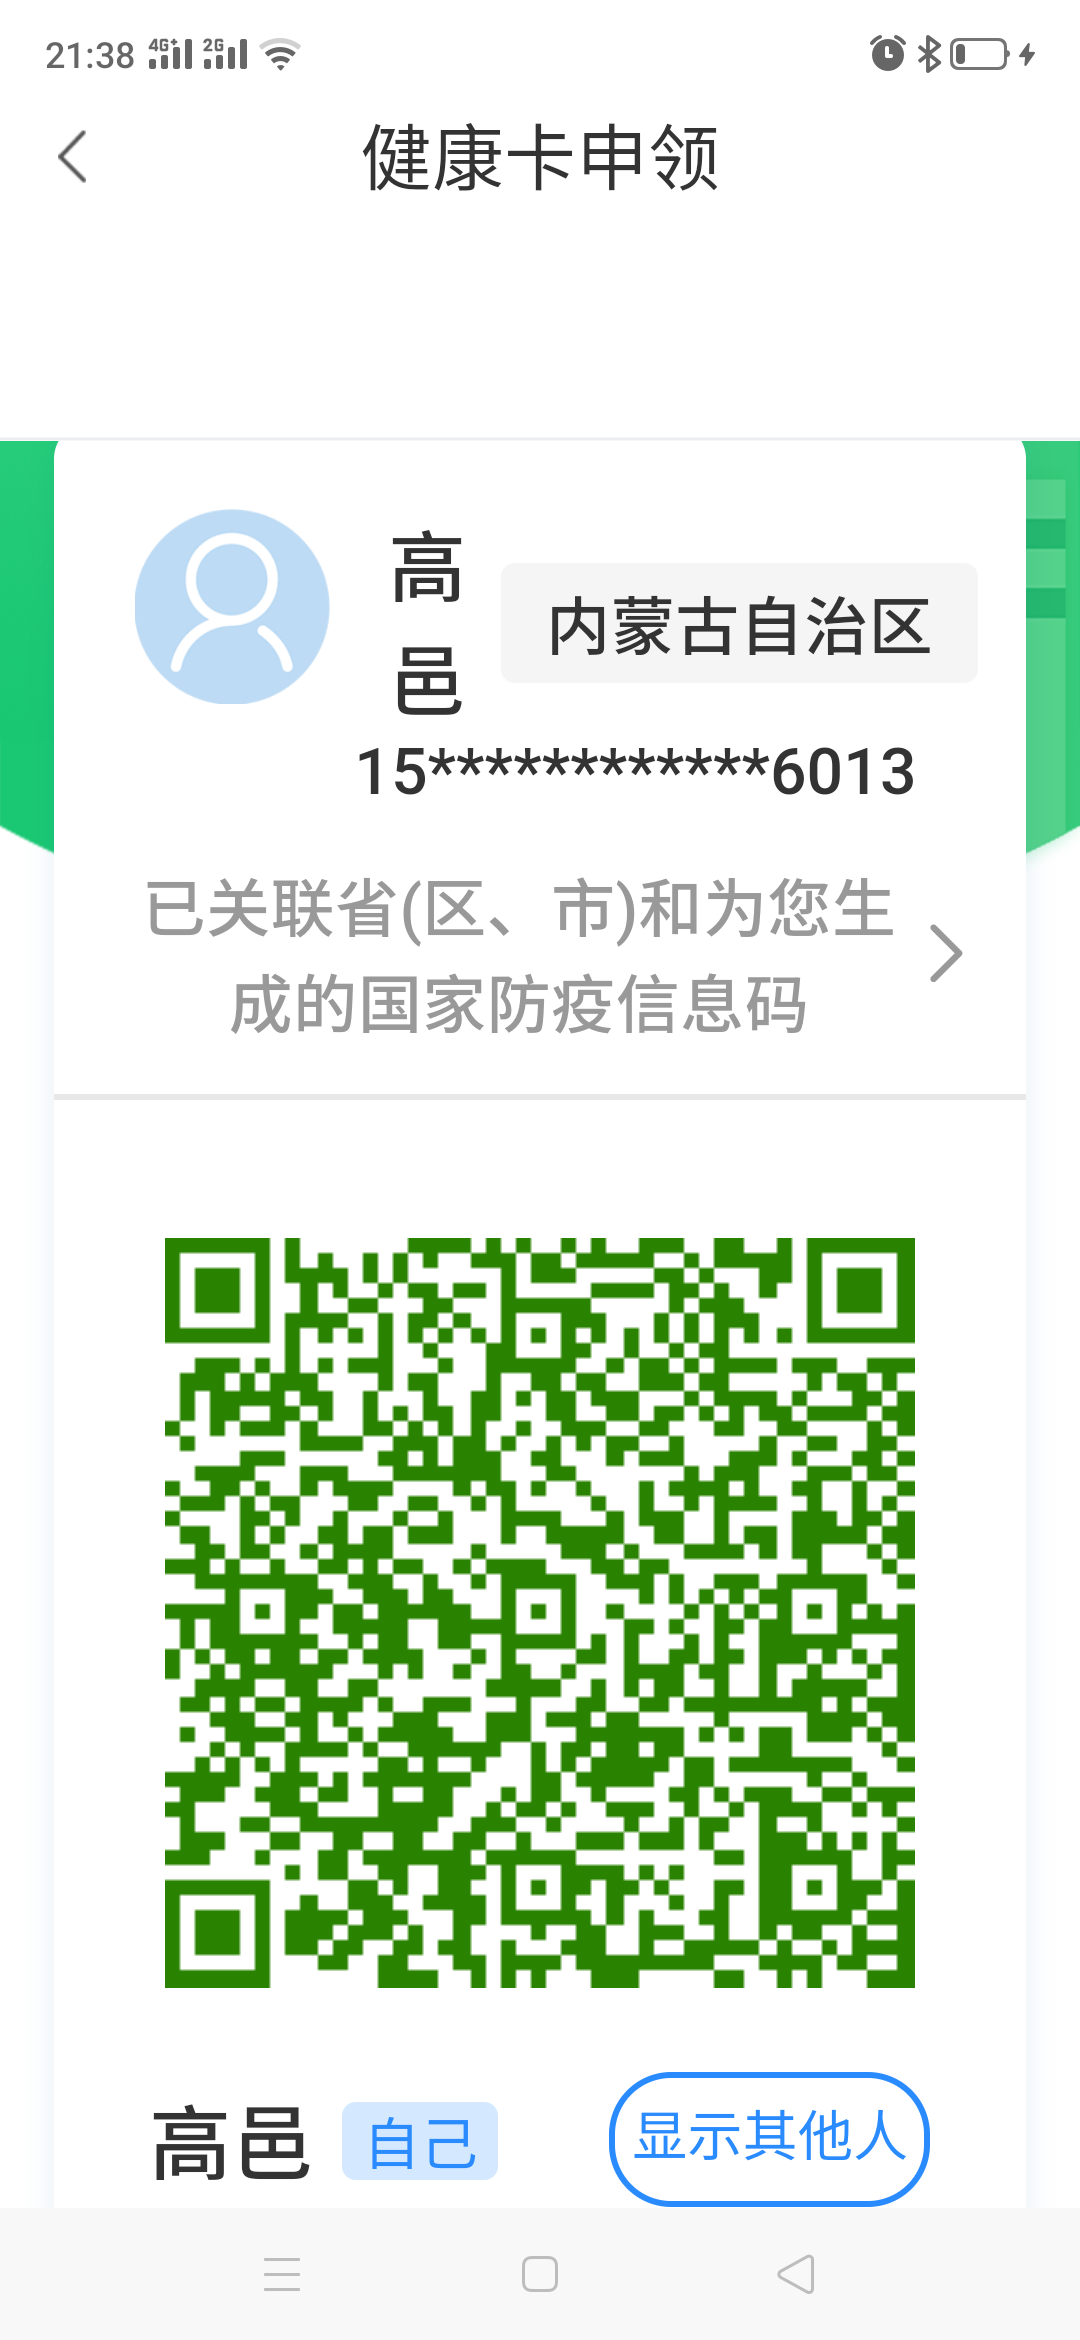 21:38 4G+ 2G
健康卡申领
高
邑
内蒙古自治区
15************6013
已关联省(区、市)和为您生
成的国家防疫信息码
高邑 自己 显示其他人